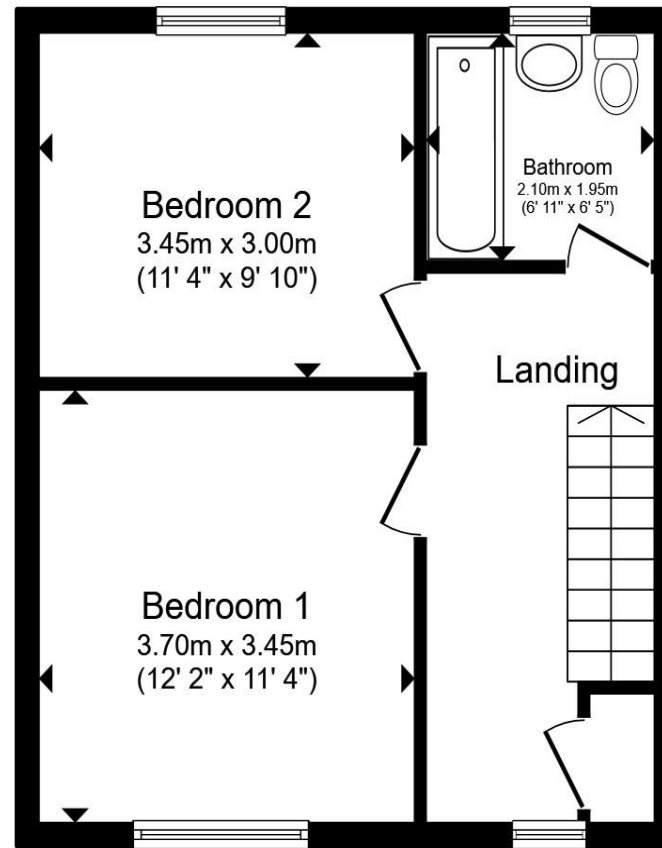 Bedroom 2
3.45m x 3.00m
(11' 4" x 9' 10")
Bathroom
2.10m x 1.95m
(6' 11" x 6' 5")
Landing
Bedroom 1
3.70m x 3.45m
(12' 2" x 11' 4")